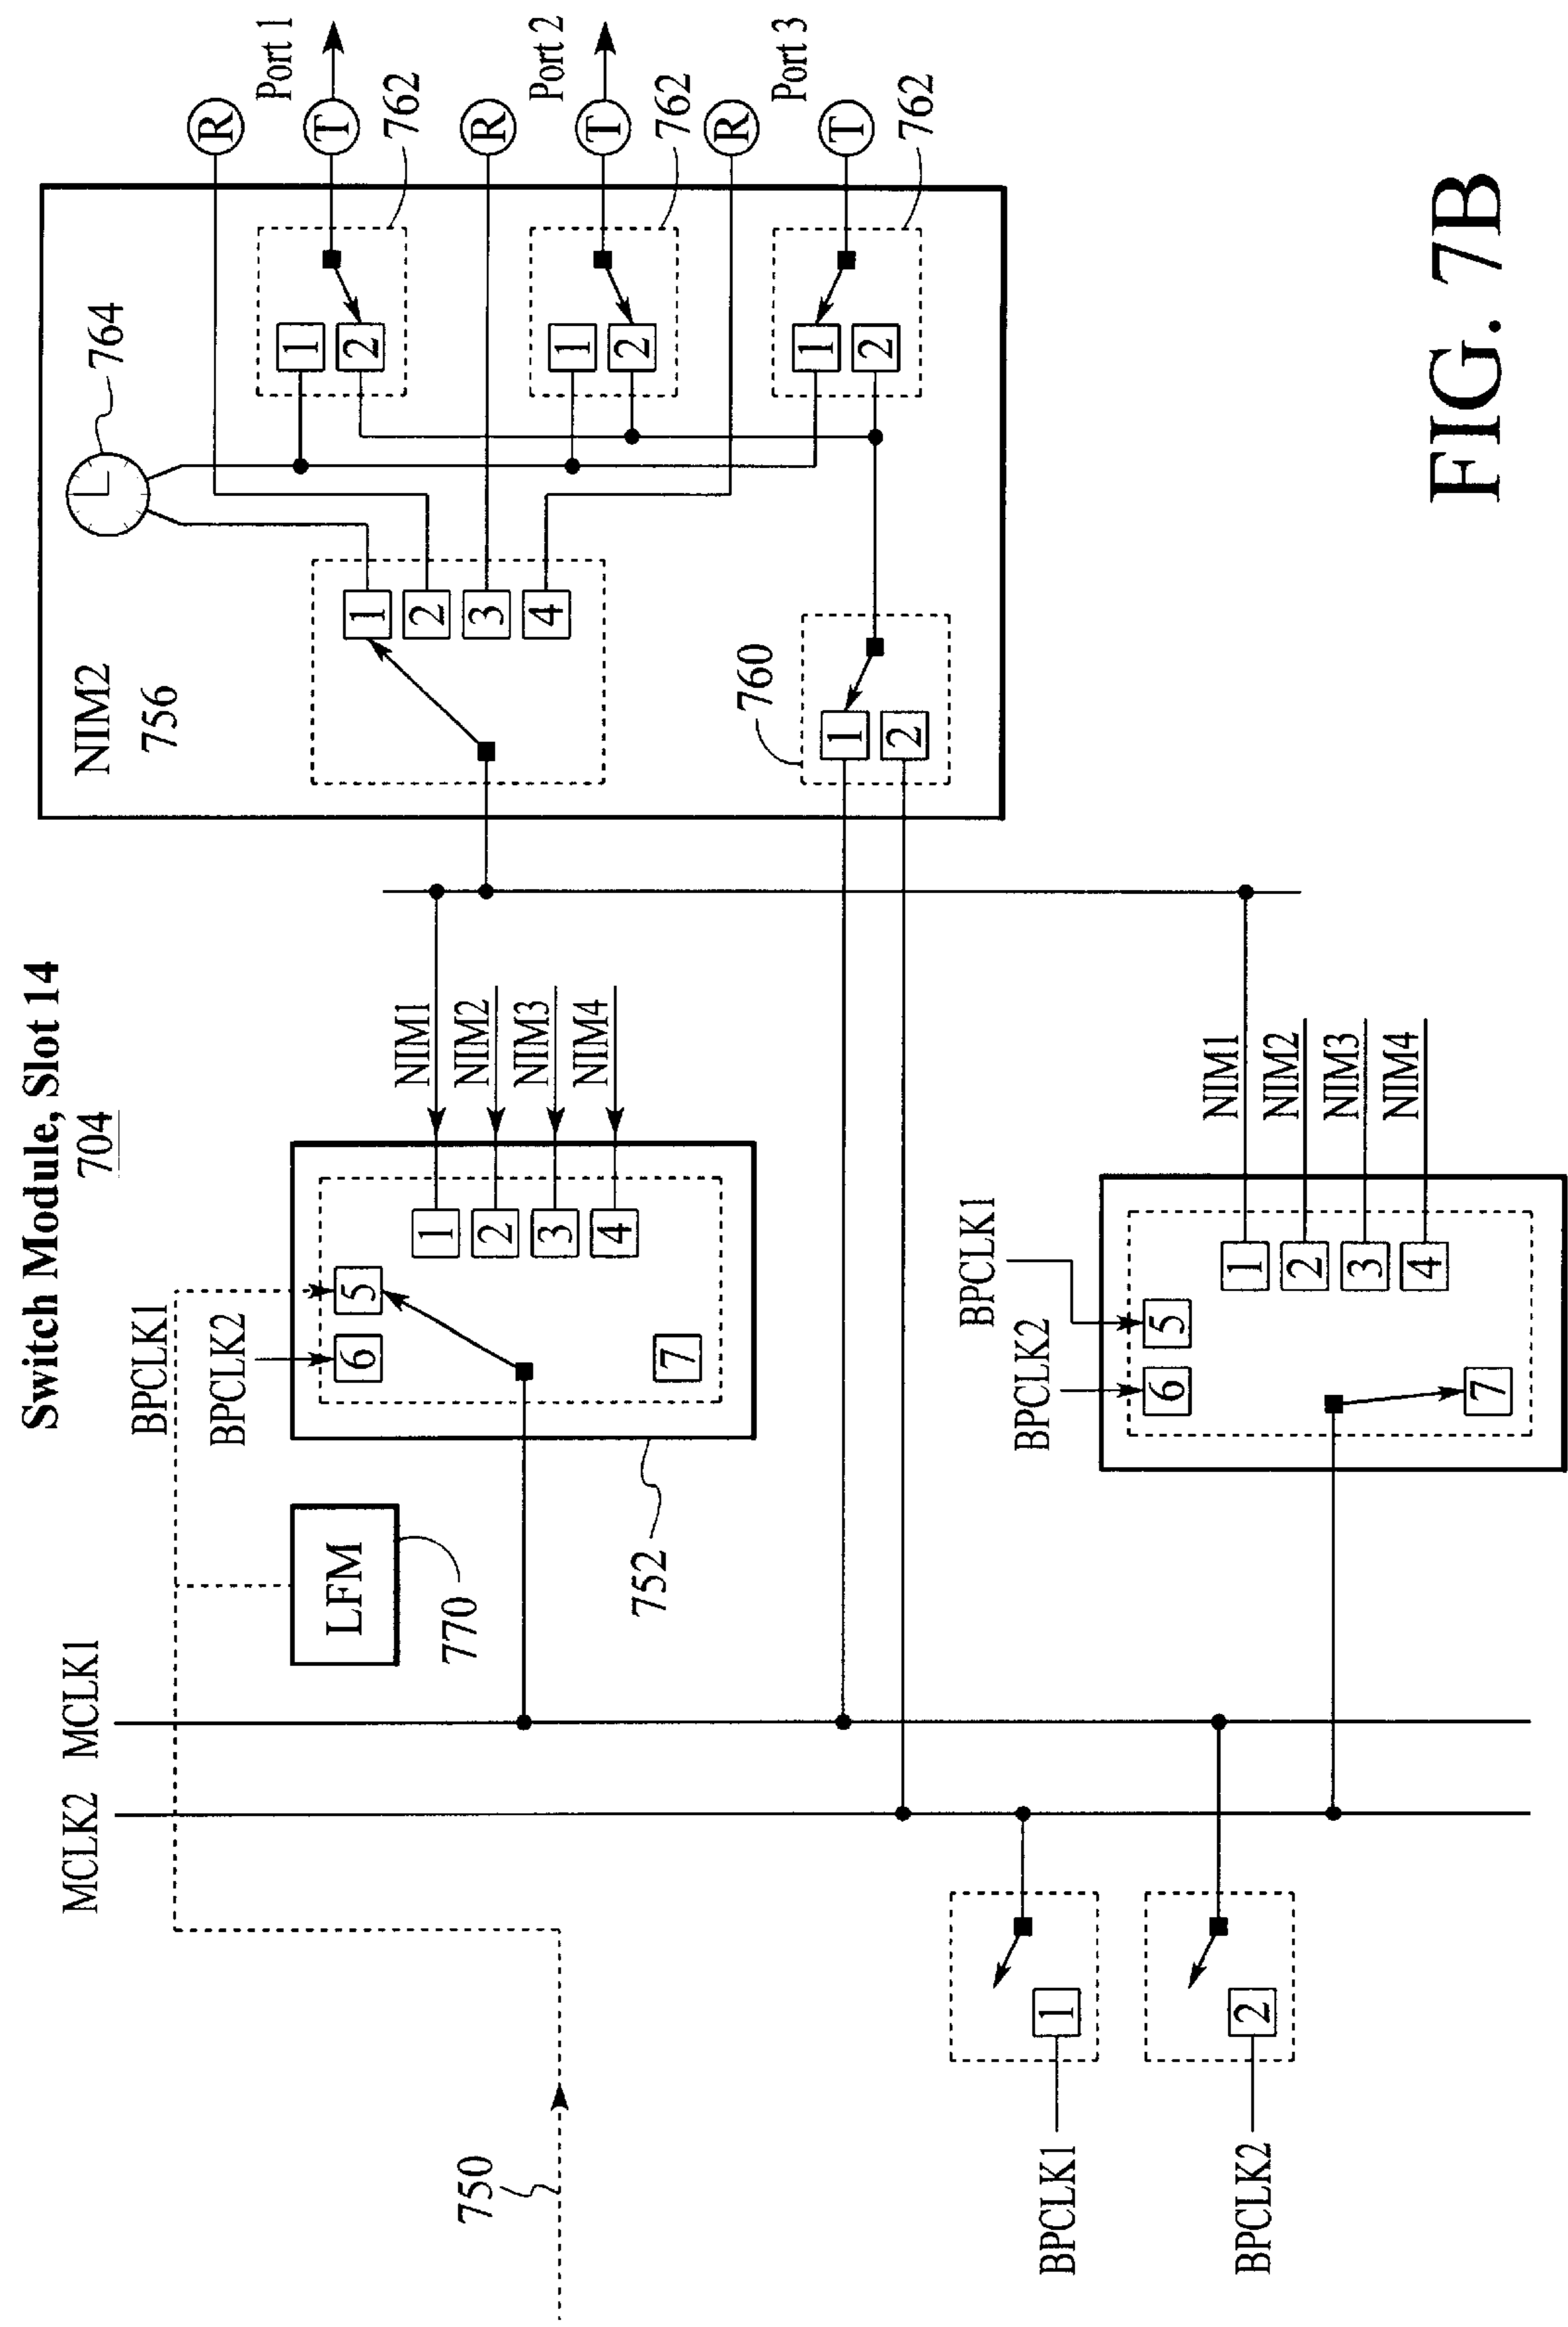 Switch Module, Slot 14
704
MCLK2
MCLK1
BPCLK1
BPCLK2
LFM
770
752
750
6
5
7
1
2
3
4
NIM1
NIM2
NIM3
NIM4
NIM2
756
764
1
2
3
4
760
1
2
1
2
762
1
2
762
1
2
762
R
Port 1
T
R
Port 2
T
R
Port 3
T
BPCLK1
1
BPCLK2
2
BPCLK2
BPCLK1
6
5
7
1
2
3
4
NIM1
NIM2
NIM3
NIM4
FIG. 7B